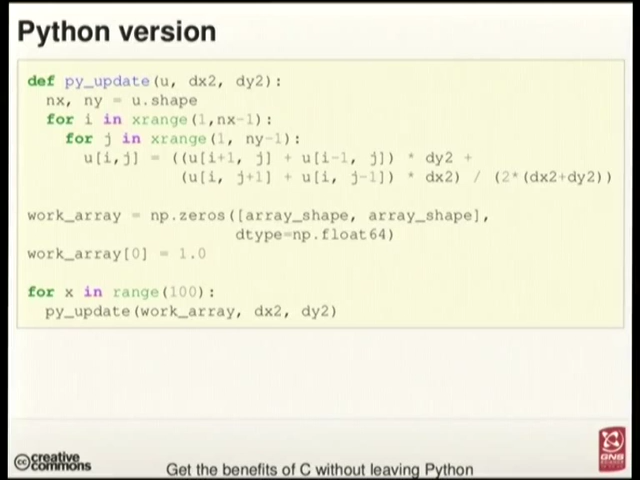 Python version
def py_update(u, dx2, dy2):
nx, ny = u.shape
for i in xrange(1,nx-1):
for j in xrange(1, ny-1):
u[i,j] = ((u[i+1, j] + u[i-1, j]) * dy2 +
(u[i, j+1] + u[i, j-1]) * dx2) / (2*(dx2+dy2))
work_array = np.zeros([array_shape, array_shape],
dtype=np.float64)
work_array[0] = 1.0
for x in range(100):
py_update(work_array, dx2, dy2)
cc creative commons
GNS
Get the benefits of C without leaving Python